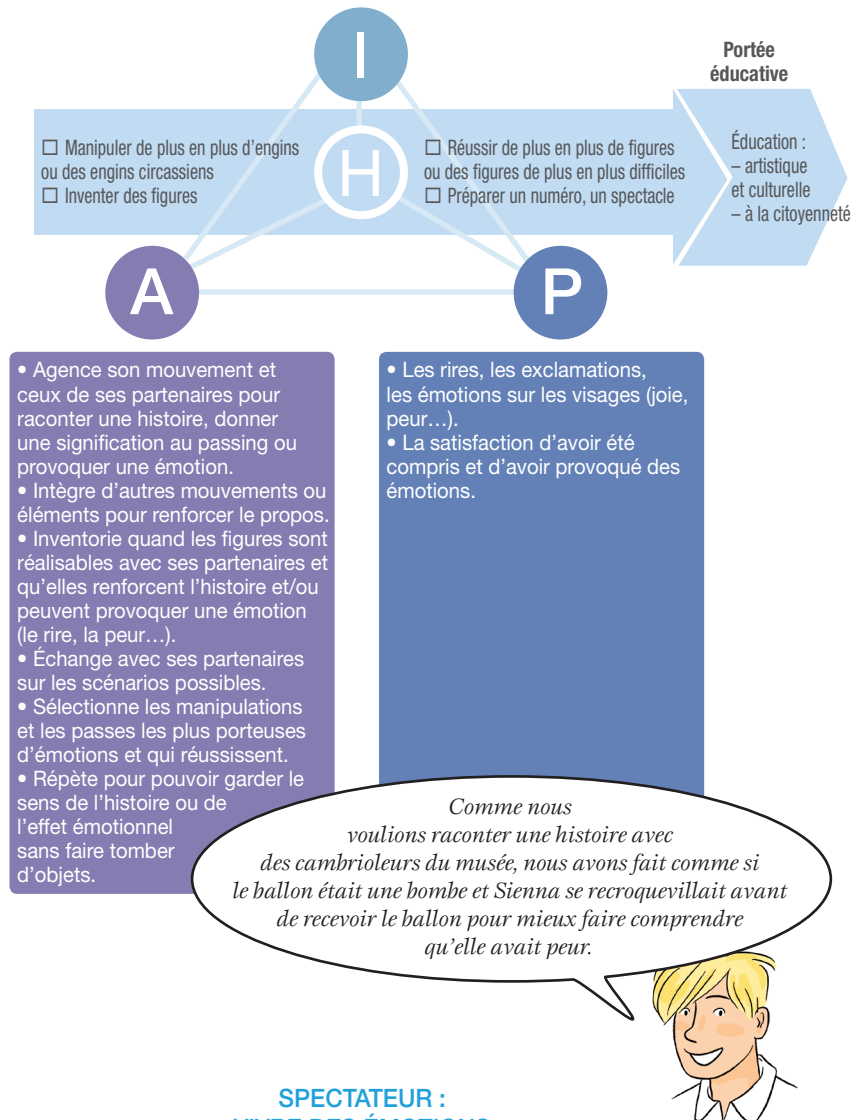 I
Portée
éducative
☐ Manipuler de plus en plus d'engins
ou des engins circassiens
☐ Inventer des figures
H
☐ Réussir de plus en plus de figures
ou des figures de plus en plus difficiles
☐ Préparer un numéro, un spectacle
Éducation :
– artistique
et culturelle
– à la citoyenneté
A
P
• Agence son mouvement et
ceux de ses partenaires pour
raconter une histoire, donner
une signification au passing ou
provoquer une émotion.
• Intègre d'autres mouvements ou
éléments pour renforcer le propos.
• Inventorie quand les figures sont
réalisables avec ses partenaires et
qu'elles renforcent l'histoire et/ou
peuvent provoquer une émotion
(le rire, la peur…).
• Échange avec ses partenaires
sur les scénarios possibles.
• Sélectionne les manipulations
et les passes les plus porteuses
d'émotions et qui réussissent.
• Répète pour pouvoir garder le
sens de l'histoire ou de
l'effet émotionnel
sans faire tomber
d'objets.
• Les rires, les exclamations,
les émotions sur les visages (joie,
peur…).
• La satisfaction d'avoir été
compris et d'avoir provoqué des
émotions.
Comme nous
voulions raconter une histoire avec
des cambrioleurs du musée, nous avons fait comme si
le ballon était une bombe et Sienna se recroquevillait avant
de recevoir le ballon pour mieux faire comprendre
qu'elle avait peur.
SPECTATEUR :
VIVRE DES ÉMOTIONS